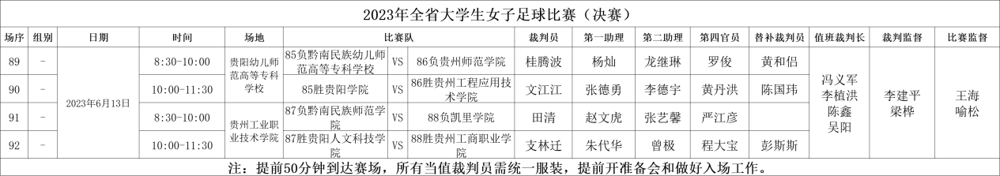 2023年全省大学生女子足球比赛（决赛）
场序 组别 日期 时间 场地 比赛队 裁判员 第一助理 第二助理 第四官员 替补裁判员 值班裁判长 裁判监督 比赛监督
89 - 8:30-10:00 85负黔南民族幼儿师范高等专科学校 VS 86负贵州师范学院 桂腾波 杨灿 龙继琳 罗俊 黄和侣
贵阳幼儿师范高等专科学校
90 - 10:00-11:30 85胜贵阳学院 VS 86胜贵州工程应用技术学院 文江江 张德勇 李德宇 黄丹洪 陈国玮
2023年6月13日
冯义军
李植洪
陈鑫
吴阳
李建平
梁桦
王海
喻松
91 - 8:30-10:00 87负黔南民族师范学院 VS 88负凯里学院 田清 赵文虎 张艺馨 严江彦
贵州工业职业技术学院
92 - 10:00-11:30 87胜贵阳人文科技学院 VS 88胜贵州工商职业学院 支林迁 朱代华 曾极 程大宝 彭斯斯
注：提前50分钟到达赛场，所有当值裁判员需统一服装，提前开准备会和做好入场工作。